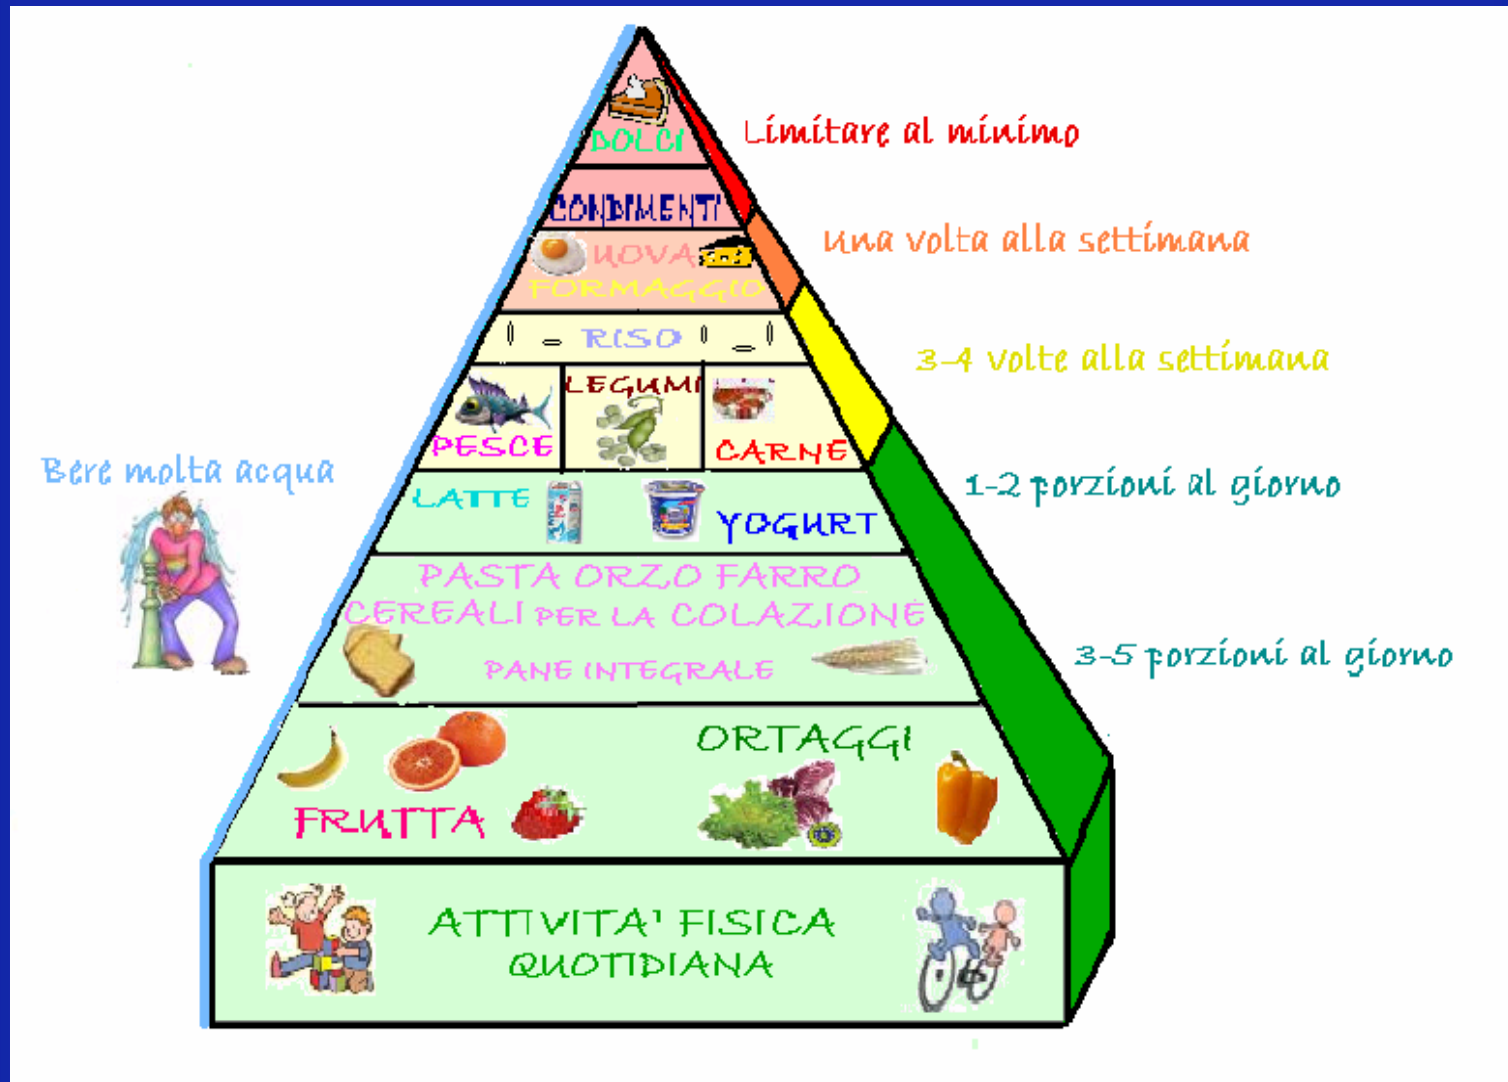 DOLCI
Limitare al minimo
CONDIMENTI
UOVA
una volta alla settimana
FORMAGGIO
RISO
3-4 volte alla settimana
LEGUMI
PESCE
CARNE
Bere molta acqua
LATTE
YOGURT
1-2 porzioni al giorno
PASTA ORZO FARRO
CEREALI PER LA COLAZIONE
PANE INTEGRALE
3-5 porzioni al giorno
ORTAGGI
FRUTTA
ATTIVITA' FISICA
QUOTIDIANA